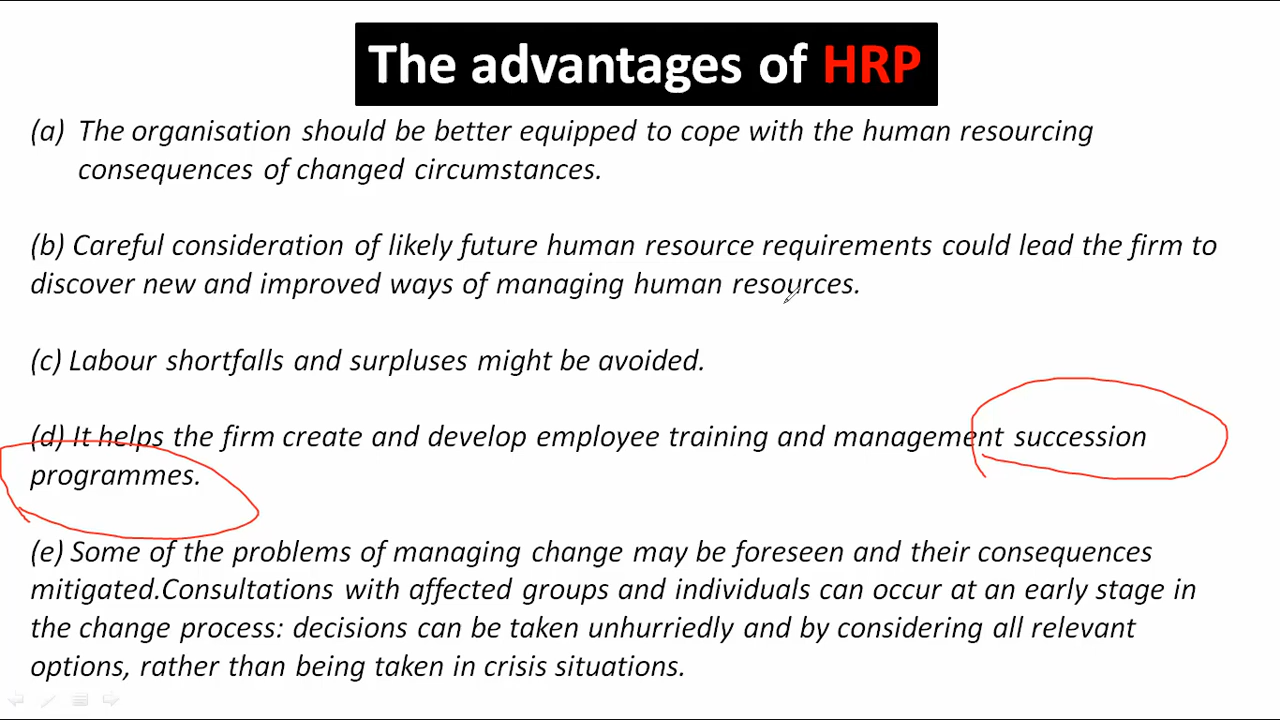 The advantages of HRP
(a) The organisation should be better equipped to cope with the human resourcing
consequences of changed circumstances.
(b) Careful consideration of likely future human resource requirements could lead the firm to
discover new and improved ways of managing human resources.
(c) Labour shortfalls and surpluses might be avoided.
(d) It helps the firm create and develop employee training and management succession
programmes.
(e) Some of the problems of managing change may be foreseen and their consequences
mitigated.Consultations with affected groups and individuals can occur at an early stage in
the change process: decisions can be taken unhurriedly and by considering all relevant
options, rather than being taken in crisis situations.